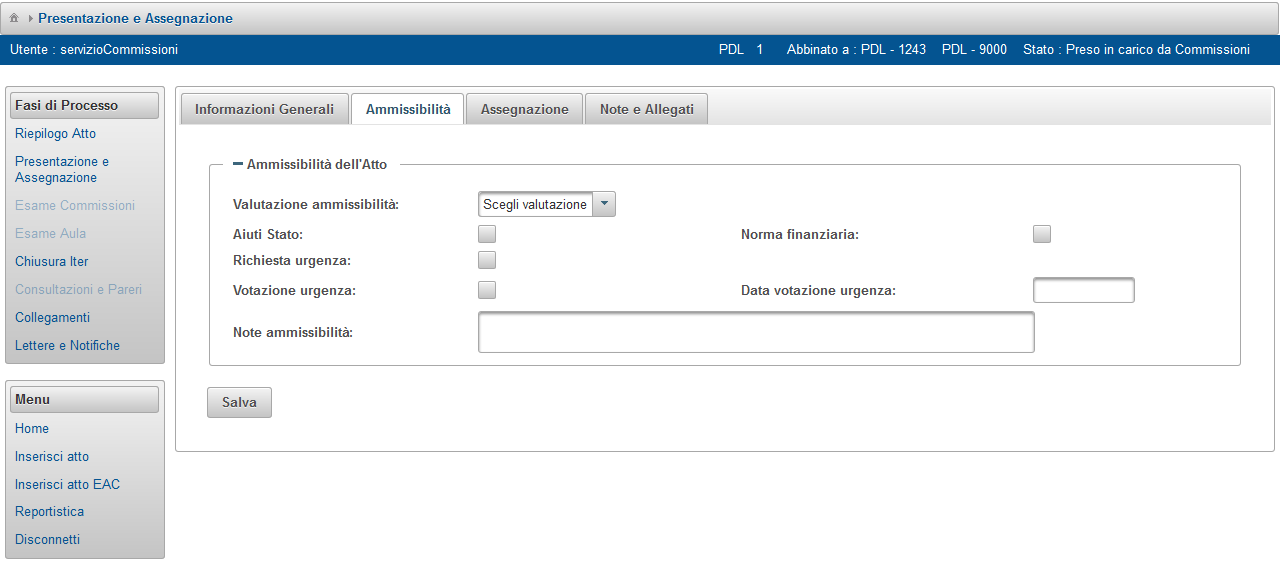 Presentazione e Assegnazione
Utente : servizioCommissioni PDL 1 Abbinato a : PDL - 1243 PDL - 9000 Stato : Preso in carico da Commissioni
Fasi di Processo
Riepilogo Atto
Presentazione e
Assegnazione
Esame Commissioni
Esame Aula
Chiusura Iter
Consultazioni e Pareri
Collegamenti
Lettere e Notifiche
Menu
Home
Inserisci atto
Inserisci atto EAC
Reportistica
Disconnetti
Informazioni Generali Ammissibilità Assegnazione Note e Allegati
Ammissibilità dell'Atto
Valutazione ammissibilità: Scegli valutazione
Aiuti Stato: Norma finanziaria:
Richiesta urgenza:
Votazione urgenza: Data votazione urgenza:
Note ammissibilità:
Salva